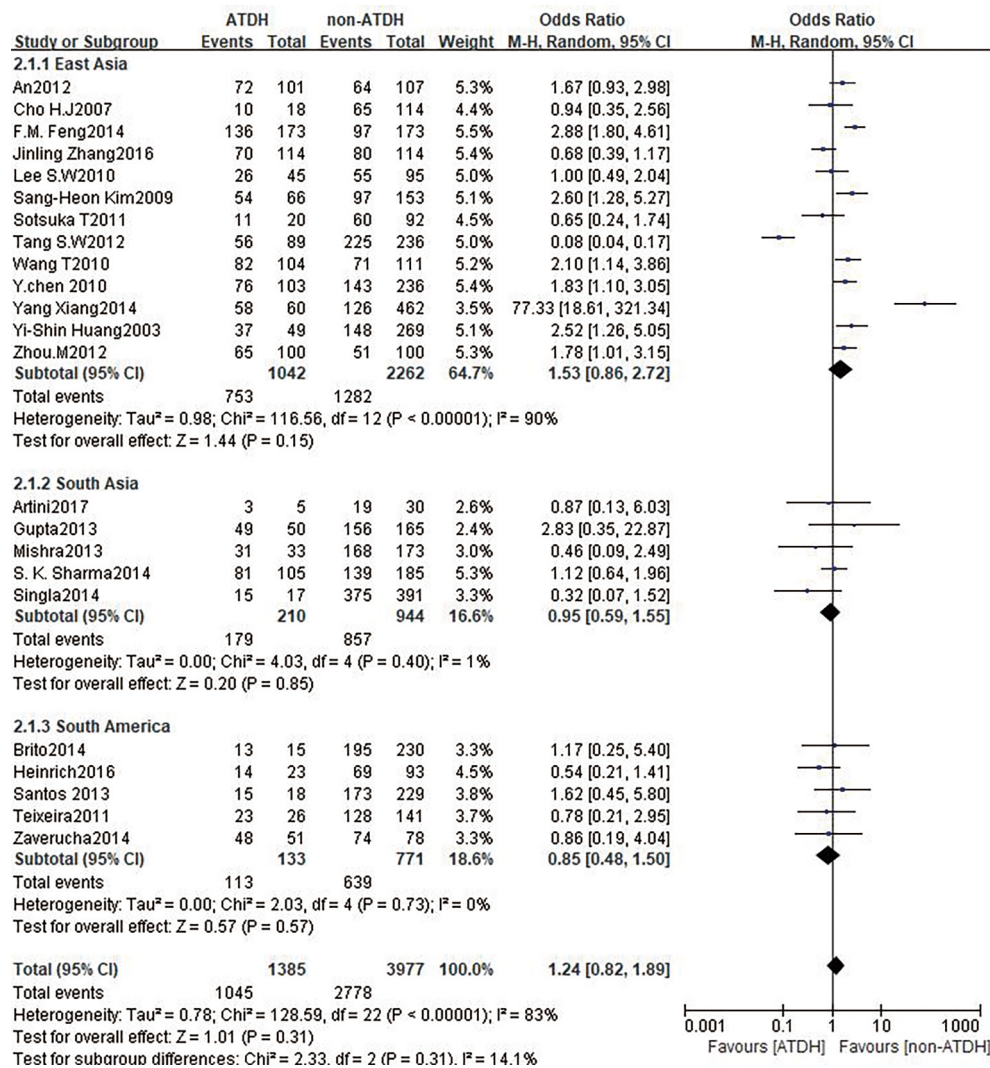 ATDH non-ATDH Odds Ratio Odds Ratio
Study or Subgroup Events Total Events Total Weight M-H, Random, 95% CI M-H, Random, 95% CI
2.1.1 East Asia
An2012 72 101 64 107 5.3% 1.67 [0.93, 2.98]
Cho H.J2007 10 18 65 114 4.4% 0.94 [0.35, 2.56]
F.M. Feng2014 136 173 97 173 5.5% 2.88 [1.80, 4.61]
Jinling Zhang2016 70 114 80 114 5.4% 0.68 [0.39, 1.17]
Lee S.W2010 26 45 55 95 5.0% 1.00 [0.49, 2.04]
Sang-Heon Kim2009 54 66 97 153 5.1% 2.60 [1.28, 5.27]
Sotsuka T2011 11 20 60 92 4.4% 0.65 [0.24, 1.74]
Tang S.W2012 56 89 225 236 5.0% 0.08 [0.04, 0.17]
Wang T2010 82 104 71 111 5.2% 2.10 [1.14, 3.86]
Y.chen 2010 76 103 143 236 5.4% 1.83 [1.10, 3.05]
Yang Xiang2014 58 60 126 462 3.5% 77.33 [18.61, 321.34]
Yi-Shin Huang2003 37 49 148 269 5.1% 2.52 [1.26, 5.05]
Zhou.M2012 65 100 51 100 5.3% 1.78 [1.01, 3.15]
Subtotal (95% CI) 1042 2262 64.7% 1.53 [0.86, 2.72]
Total events 753 1282
Heterogeneity: Tau² = 0.98; Chi² = 116.56, df = 12 (P < 0.00001); I² = 90%
Test for overall effect: Z = 1.44 (P = 0.15)
2.1.2 South Asia
Artini2017 3 5 19 30 2.6% 0.87 [0.13, 6.03]
Gupta2013 49 50 156 165 2.4% 2.83 [0.35, 22.87]
Mishra2013 31 33 168 173 3.0% 0.46 [0.09, 2.49]
S. K. Sharma2014 81 105 139 185 5.3% 1.12 [0.64, 1.96]
Singla2014 15 17 375 391 3.3% 0.32 [0.07, 1.52]
Subtotal (95% CI) 210 944 16.6% 0.95 [0.59, 1.55]
Total events 179 857
Heterogeneity: Tau² = 0.00; Chi² = 4.03, df = 4 (P = 0.40); I² = 1%
Test for overall effect: Z = 0.20 (P = 0.85)
2.1.3 South America
Brito2014 13 15 195 230 3.3% 1.17 [0.25, 5.40]
Heinrich2016 14 23 69 93 4.5% 0.54 [0.21, 1.41]
Santos 2013 15 18 173 229 3.8% 1.62 [0.45, 5.80]
Teixeira2011 23 26 128 141 3.7% 0.78 [0.21, 2.95]
Zaverucha2014 48 51 74 78 3.3% 0.86 [0.19, 4.04]
Subtotal (95% CI) 133 771 18.6% 0.85 [0.48, 1.50]
Total events 113 639
Heterogeneity: Tau² = 0.00; Chi² = 2.03, df = 4 (P = 0.73); I² = 0%
Test for overall effect: Z = 0.57 (P = 0.57)
Total (95% CI) 1385 3977 100.0% 1.24 [0.82, 1.89]
Total events 1045 2778
Heterogeneity: Tau² = 0.78; Chi² = 128.59, df = 22 (P < 0.00001); I² = 83%
Test for overall effect: Z = 1.01 (P = 0.31)
Test for subgroup differences: Chi² = 2.33, df = 2 (P = 0.31), I² = 14.1%
0.001 0.1 1 10 1000
Favours [ATDH] Favours [non-ATDH]